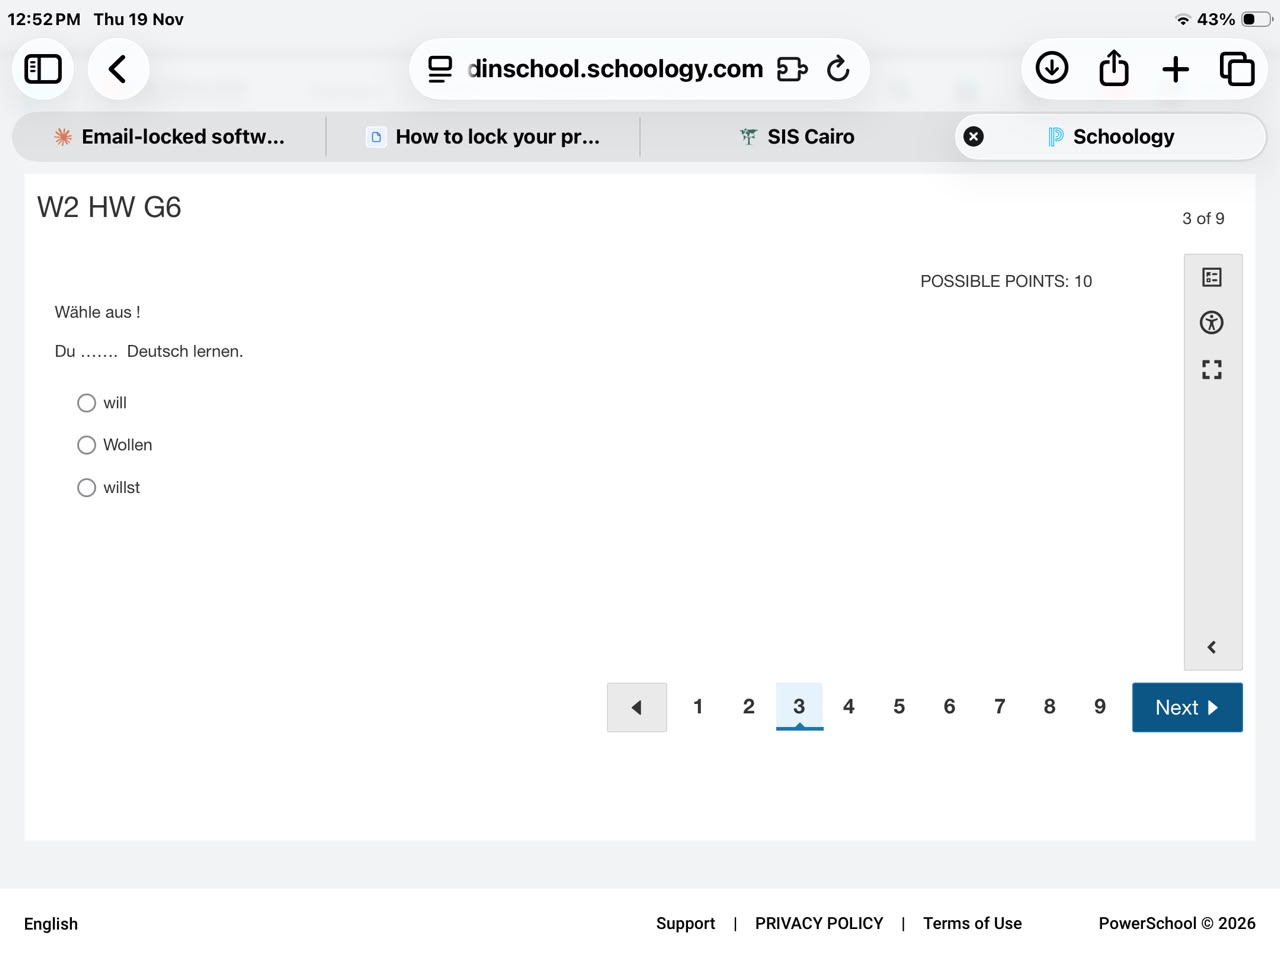 12:52 PM Thu 19 Nov
43%
dinschool.schoology.com
Email-locked softw...
How to lock your pr...
SIS Cairo
Schoology
W2 HW G6
3 of 9
POSSIBLE POINTS: 10
Wähle aus !
Du ....... Deutsch lernen.
will
Wollen
willst
1 2 3 4 5 6 7 8 9 Next
English
Support | PRIVACY POLICY | Terms of Use
PowerSchool © 2026